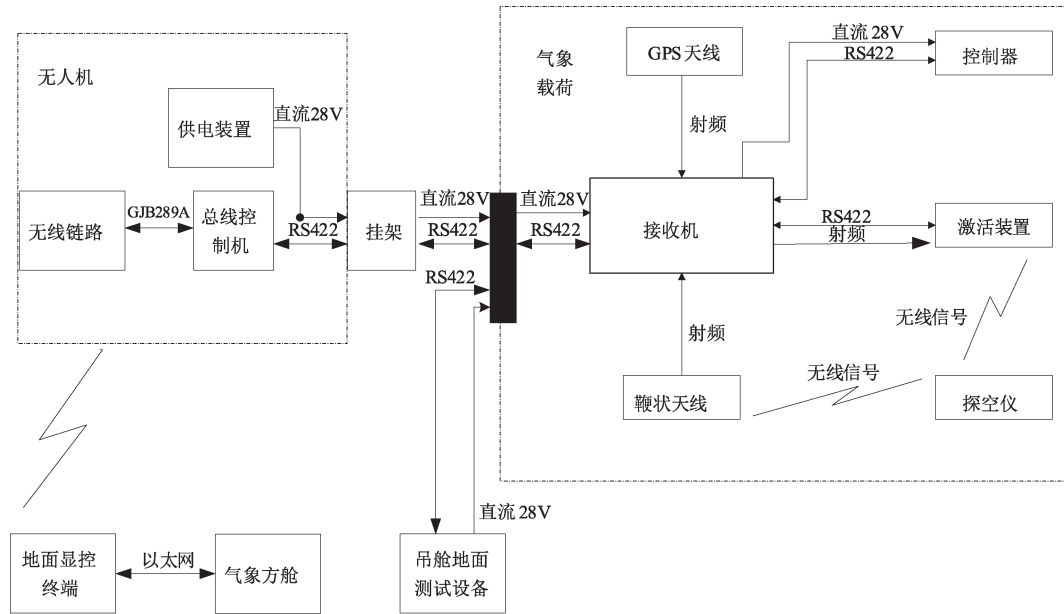 无人机
供电装置
直流28V
无线链路
GJB289A
总线控
制机
RS422
挂架
直流28V
RS422
RS422
直流28V
RS422
气象
载荷
GPS天线
射频
接收机
直流 28V
RS422
控制器
RS422
射频
激活装置
射频
鞭状天线
无线信号
无线信号
探空仪
直流 28V
吊舱地面
测试设备
地面显控
终端
以太网
气象方舱